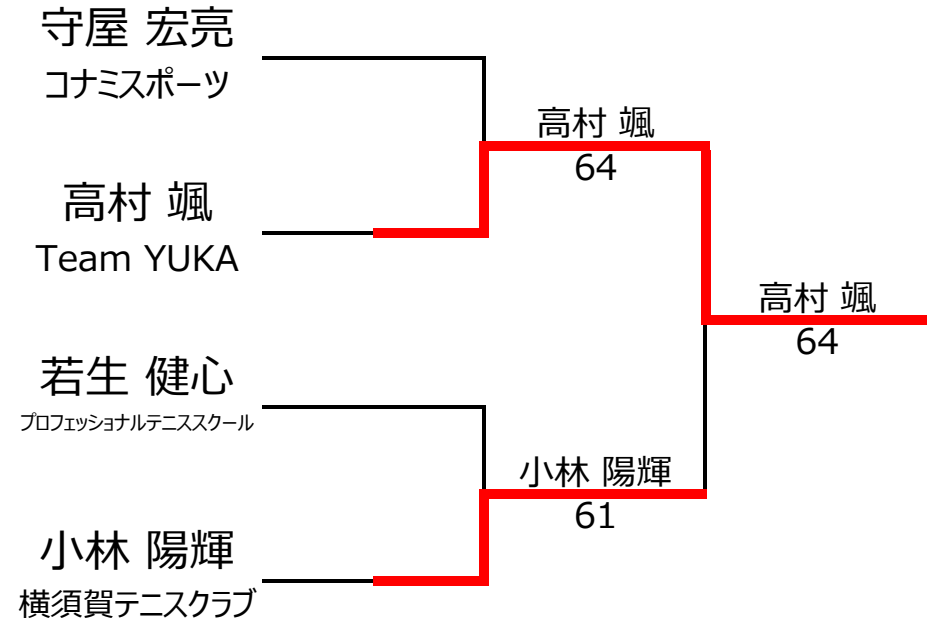 守屋 宏亮
コナミスポーツ
高村 颯
64
高村 颯
Team YUKA
高村 颯
64
若生 健心
プロフェッショナルテニススクール
小林 陽輝
61
小林 陽輝
横須賀テニスクラブ